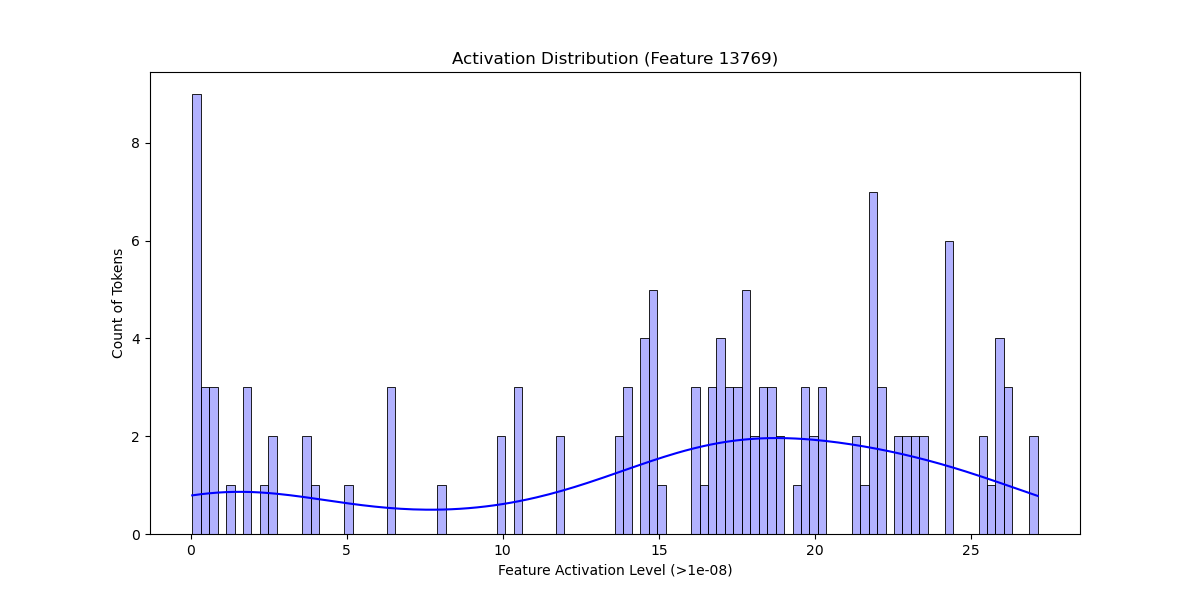 Activation Distribution (Feature 13769)
Count of Tokens
8
6
4
2
0
0 5 10 15 20 25
Feature Activation Level (>1e-08)